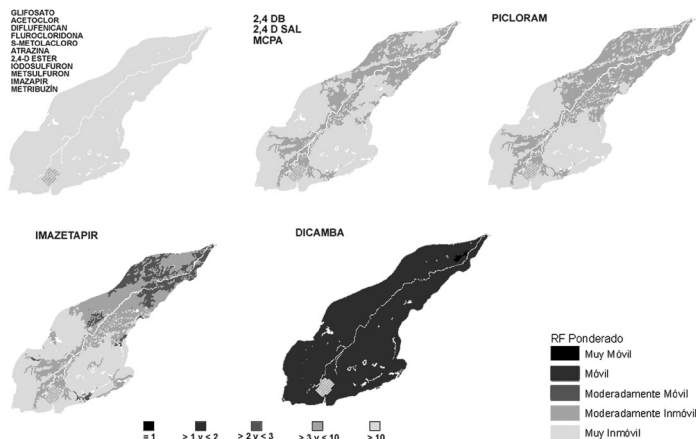 GLIFOSATO
ACETOCLOR
DIFLUFENICAN
FLUROCLORIDONA
S-METOLACLORO
ATRAZINA
2,4-D ESTER
IODOSULFURON
METSULFURON
IMAZAPIR
METRIBUZÍN
2,4 DB
2,4 D SAL
MCPA
PICLORAM
IMAZETAPIR
DICAMBA
RF Ponderado
Muy Móvil
Móvil
Moderadamente Móvil
Moderadamente Inmóvil
Muy Inmóvil
= 1
> 1 y < 2
> 2 y < 3
> 3 y < 10
> 10